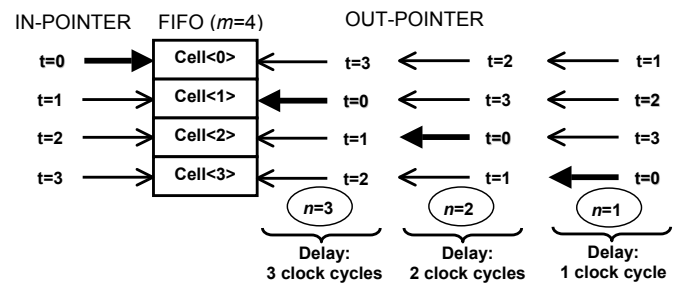 IN-POINTER FIFO (m=4) OUT-POINTER
t=0 Cell<0> t=3 t=2 t=1
t=1 Cell<1> t=0 t=3 t=2
t=2 Cell<2> t=1 t=0 t=3
t=3 Cell<3> t=2 t=1 t=0
n=3 n=2 n=1
Delay: Delay: Delay:
3 clock cycles 2 clock cycles 1 clock cycle